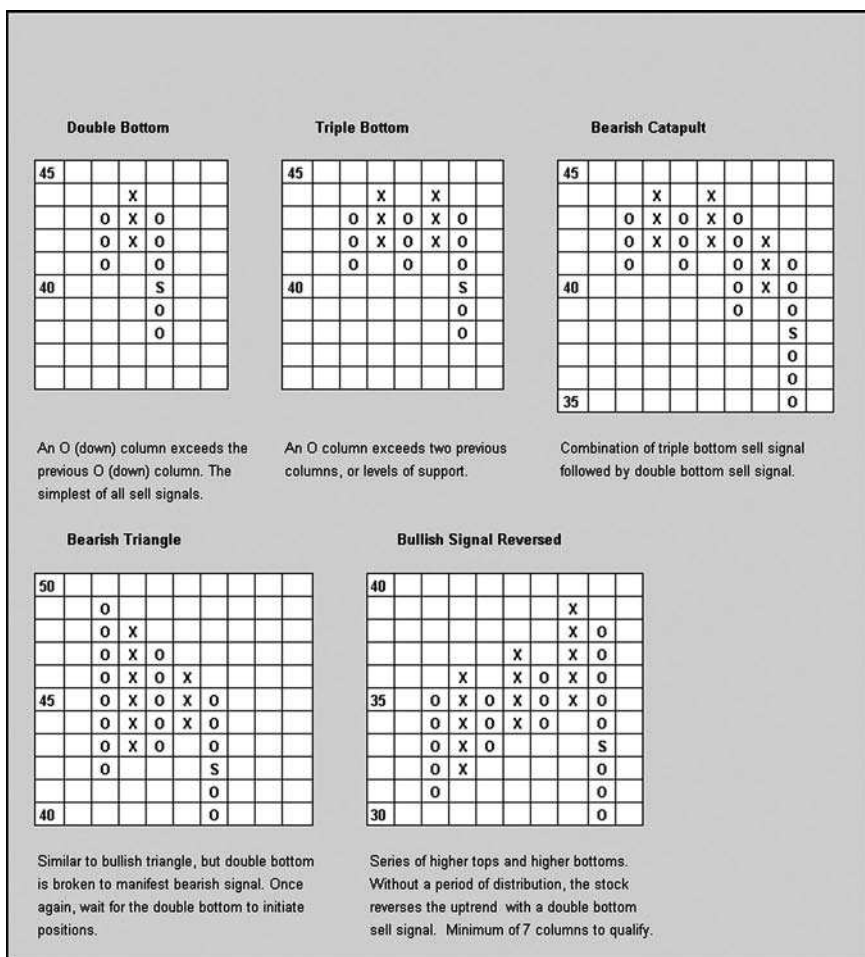 Double Bottom Triple Bottom Bearish Catapult
45 45 45
X X X X X
O X O O X O X O O X O X O
O X O O X O X O O X O X O X
O O O O O O O O X O
40 S 40 S 40 O X O
O O O O
O O S
O
O
35 O
An O (down) column exceeds the
previous O (down) column. The
simplest of all sell signals.
An O column exceeds two previous
columns, or levels of support.
Combination of triple bottom sell signal
followed by double bottom sell signal.
Bearish Triangle Bullish Signal Reversed
50 40
O X
O X X O
O X O X X O
O X O X X X O X O
45 O X O X O 35 O X O X O X O
O X O X O O X O X O O
O X O O O X O S
O S O X O
O O O
40 O 30 O
Similar to bullish triangle, but double bottom
is broken to manifest bearish signal. Once
again, wait for the double bottom to initiate
positions.
Series of higher tops and higher bottoms.
Without a period of distribution, the stock
reverses the uptrend with a double bottom
sell signal. Minimum of 7 columns to qualify.